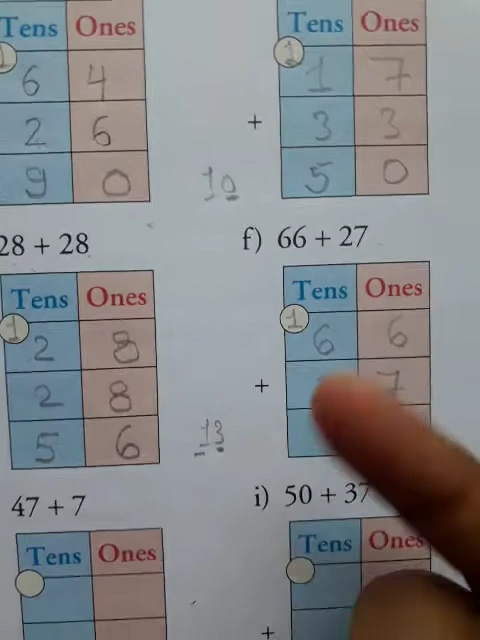 Tens Ones Tens Ones
1 6 4 1 1 7
2 6 + 3 3
9 0 10 5 0
28 + 28 f) 66 + 27
Tens Ones Tens Ones
1 2 8 1 6 6
2 8 + 7
5 6 13
47 + 7 i) 50 + 37
Tens Ones Tens Ones
+